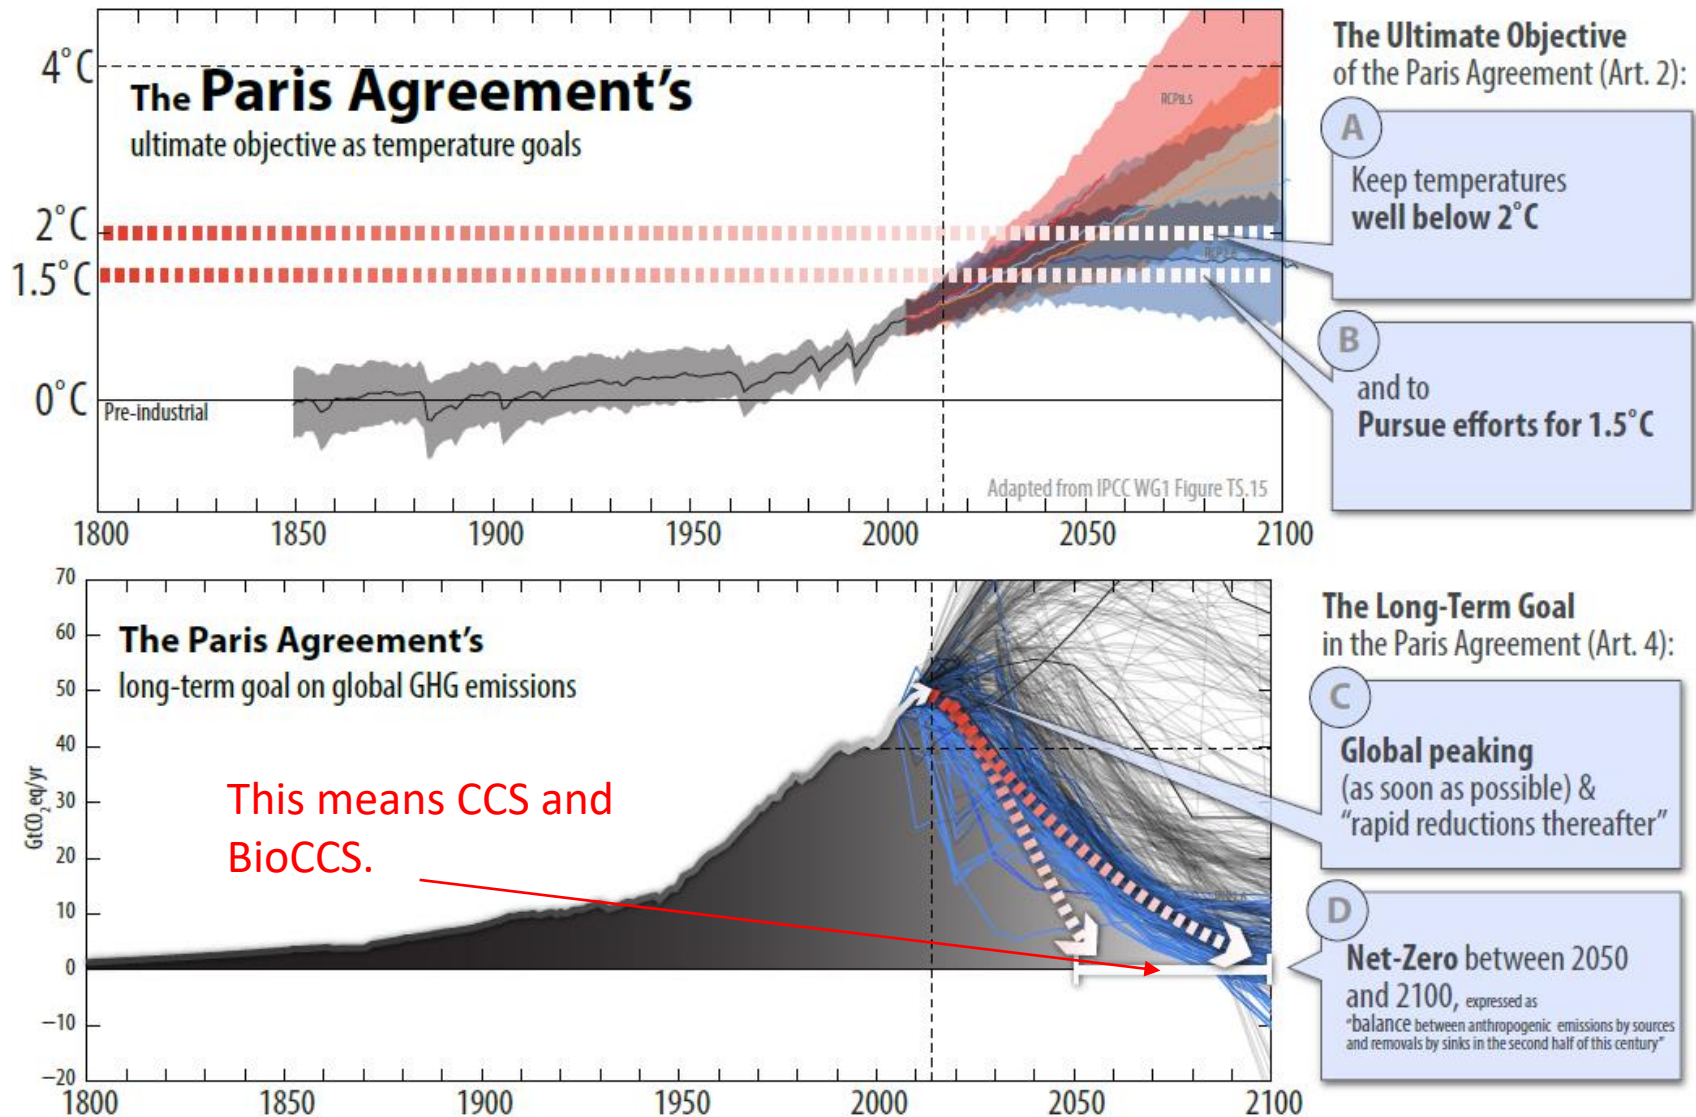 4°C
2°C
1.5°C
0°C
The Paris Agreement's
ultimate objective as temperature goals
Pre-industrial
RCP8.5
Adapted from IPCC WG1 Figure TS.15
1800
1850
1900
1950
2000
2050
2100
The Ultimate Objective
of the Paris Agreement (Art. 2):
A
Keep temperatures
well below 2°C
B
and to
Pursue efforts for 1.5°C
70
60
50
40
30
20
10
0
−10
−20
GtCO₂eq/yr
The Paris Agreement's
long-term goal on global GHG emissions
This means CCS and
BioCCS.
1800
1850
1900
1950
2000
2050
2100
The Long-Term Goal
in the Paris Agreement (Art. 4):
C
Global peaking
(as soon as possible) &
“rapid reductions thereafter”
D
Net-Zero between 2050
and 2100, expressed as
“balance between anthropogenic emissions by sources
and removals by sinks in the second half of this century”